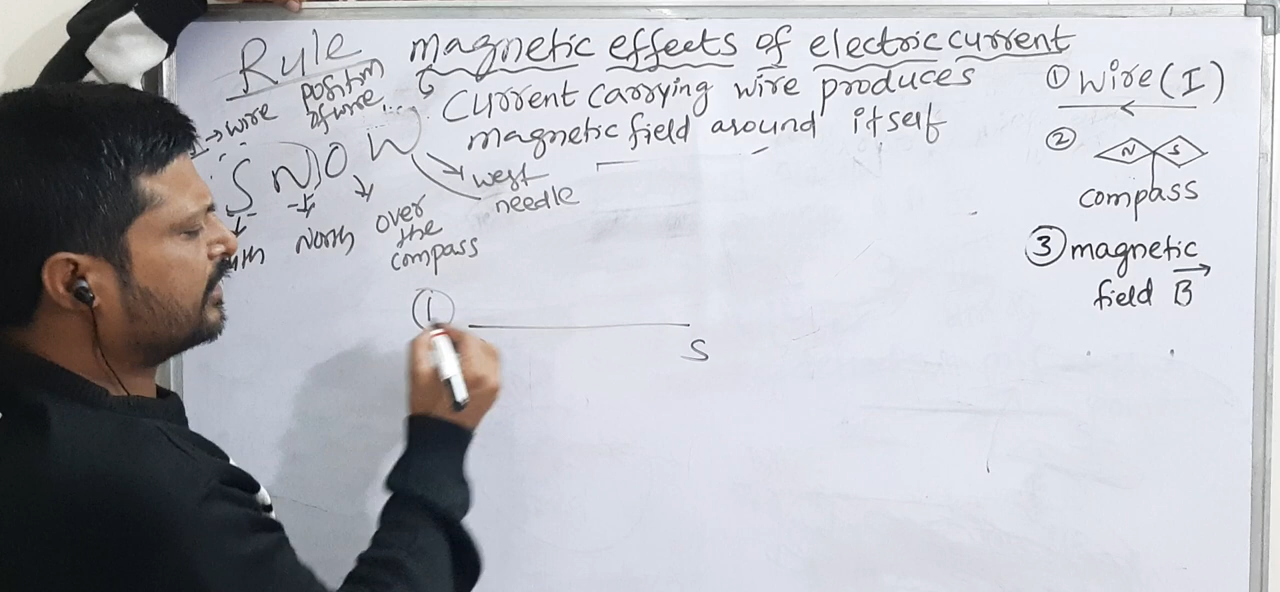 Rule
magnetic effects of electric current
→ wire
position
of wire...
Current carrying wire produces
magnetic field around itself
S N O W
North
over
the
compass
west
needle
① Wire (I)
②
N S
compass
③ magnetic
field B
①
S